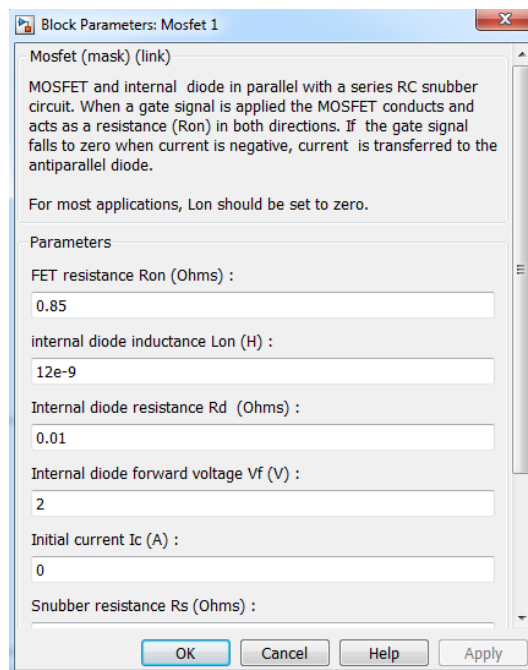 Block Parameters: Mosfet 1
Mosfet (mask) (link)
MOSFET and internal diode in parallel with a series RC snubber
circuit. When a gate signal is applied the MOSFET conducts and
acts as a resistance (Ron) in both directions. If the gate signal
falls to zero when current is negative, current is transferred to the
antiparallel diode.
For most applications, Lon should be set to zero.
Parameters
FET resistance Ron (Ohms) :
0.85
internal diode inductance Lon (H) :
12e-9
Internal diode resistance Rd (Ohms) :
0.01
Internal diode forward voltage Vf (V) :
2
Initial current Ic (A) :
0
Snubber resistance Rs (Ohms) :
OK Cancel Help Apply